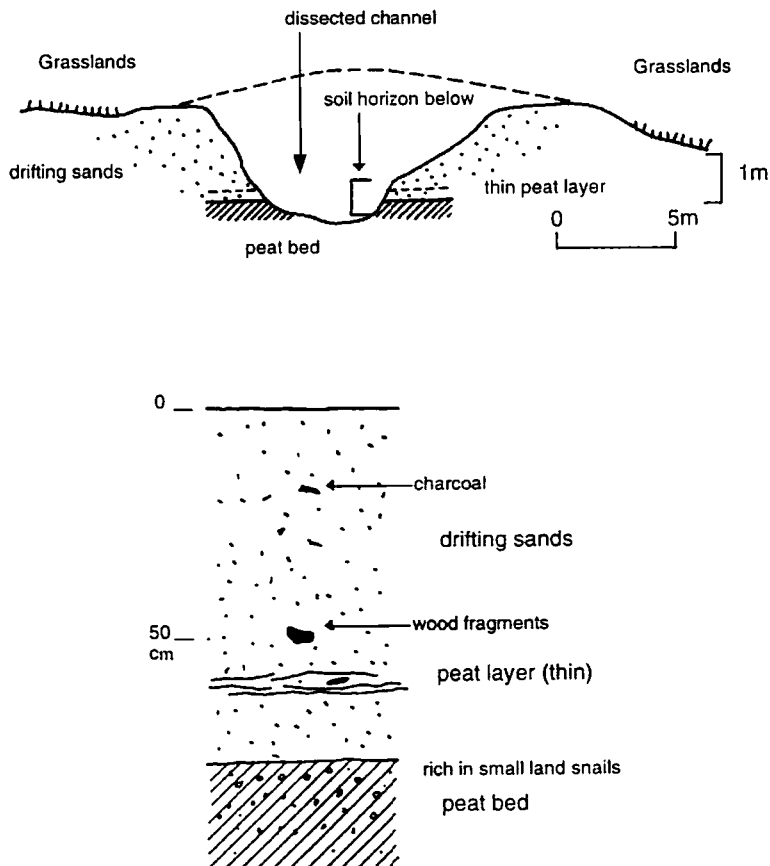 dissected channel
Grasslands
Grasslands
soil horizon below
drifting sands
thin peat layer
1m
0
5m
peat bed
0
charcoal
drifting sands
50
cm
wood fragments
peat layer (thin)
rich in small land snails
peat bed